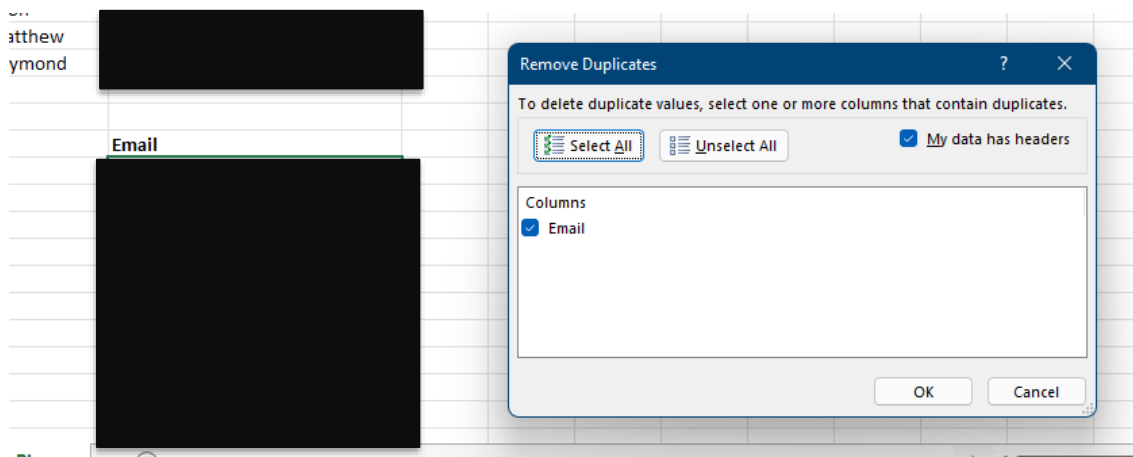 atthew
ymond
Email
Remove Duplicates ?
To delete duplicate values, select one or more columns that contain duplicates.
Select All Unselect All My data has headers
Columns
Email
OK Cancel